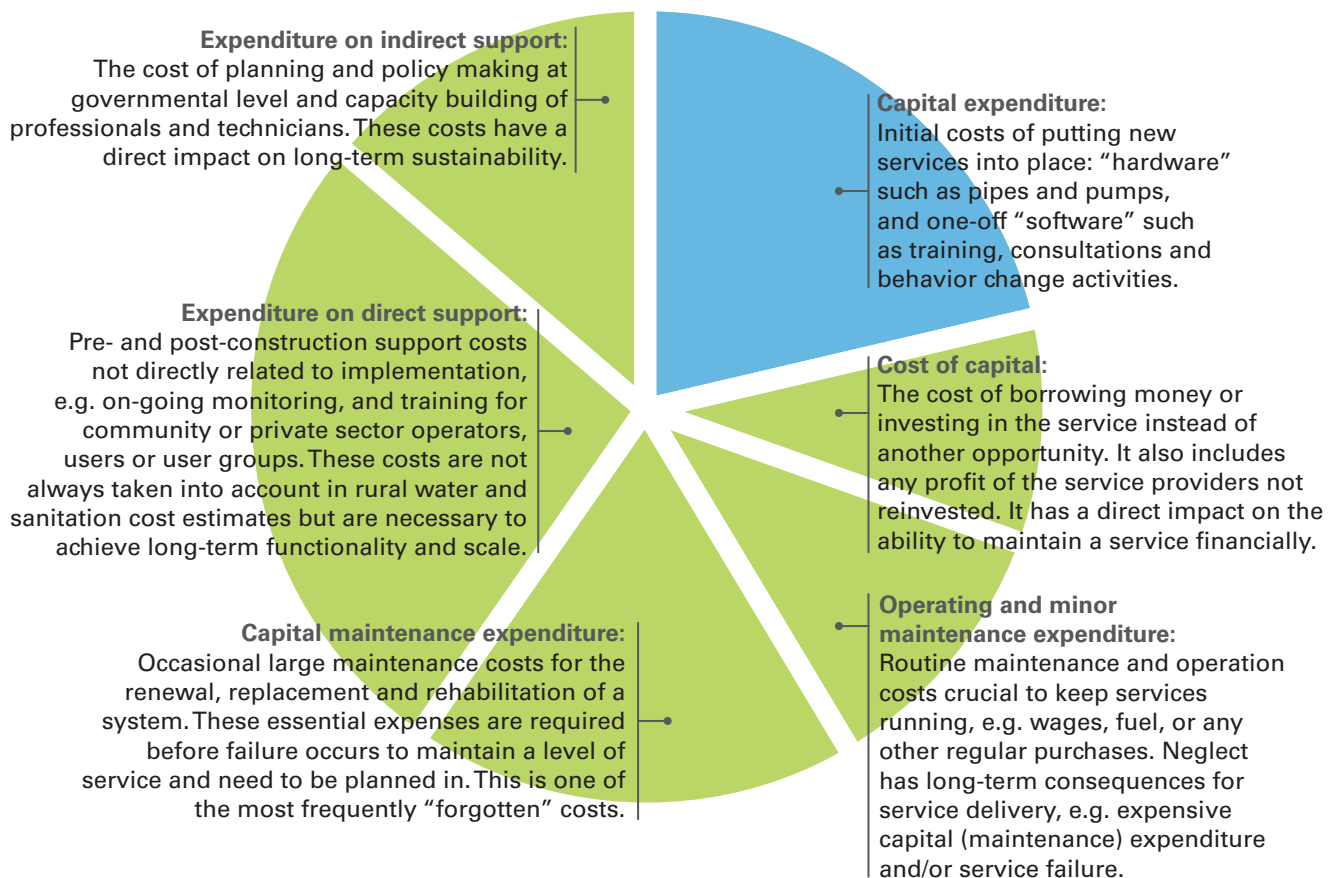 Expenditure on indirect support:
The cost of planning and policy making at
governmental level and capacity building of
professionals and technicians. These costs have a
direct impact on long-term sustainability.
Capital expenditure:
Initial costs of putting new
services into place: “hardware”
such as pipes and pumps,
and one-off “software” such
as training, consultations and
behavior change activities.
Expenditure on direct support:
Pre- and post-construction support costs
not directly related to implementation,
e.g. on-going monitoring, and training for
community or private sector operators,
users or user groups. These costs are not
always taken into account in rural water and
sanitation cost estimates but are necessary to
achieve long-term functionality and scale.
Cost of capital:
The cost of borrowing money or
investing in the service instead of
another opportunity. It also includes
any profit of the service providers not
reinvested. It has a direct impact on the
ability to maintain a service financially.
Capital maintenance expenditure:
Occasional large maintenance costs for the
renewal, replacement and rehabilitation of a
system. These essential expenses are required
before failure occurs to maintain a level of
service and need to be planned in. This is one of
the most frequently “forgotten” costs.
Operating and minor
maintenance expenditure:
Routine maintenance and operation
costs crucial to keep services
running, e.g. wages, fuel, or any
other regular purchases. Neglect
has long-term consequences for
service delivery, e.g. expensive
capital (maintenance) expenditure
and/or service failure.